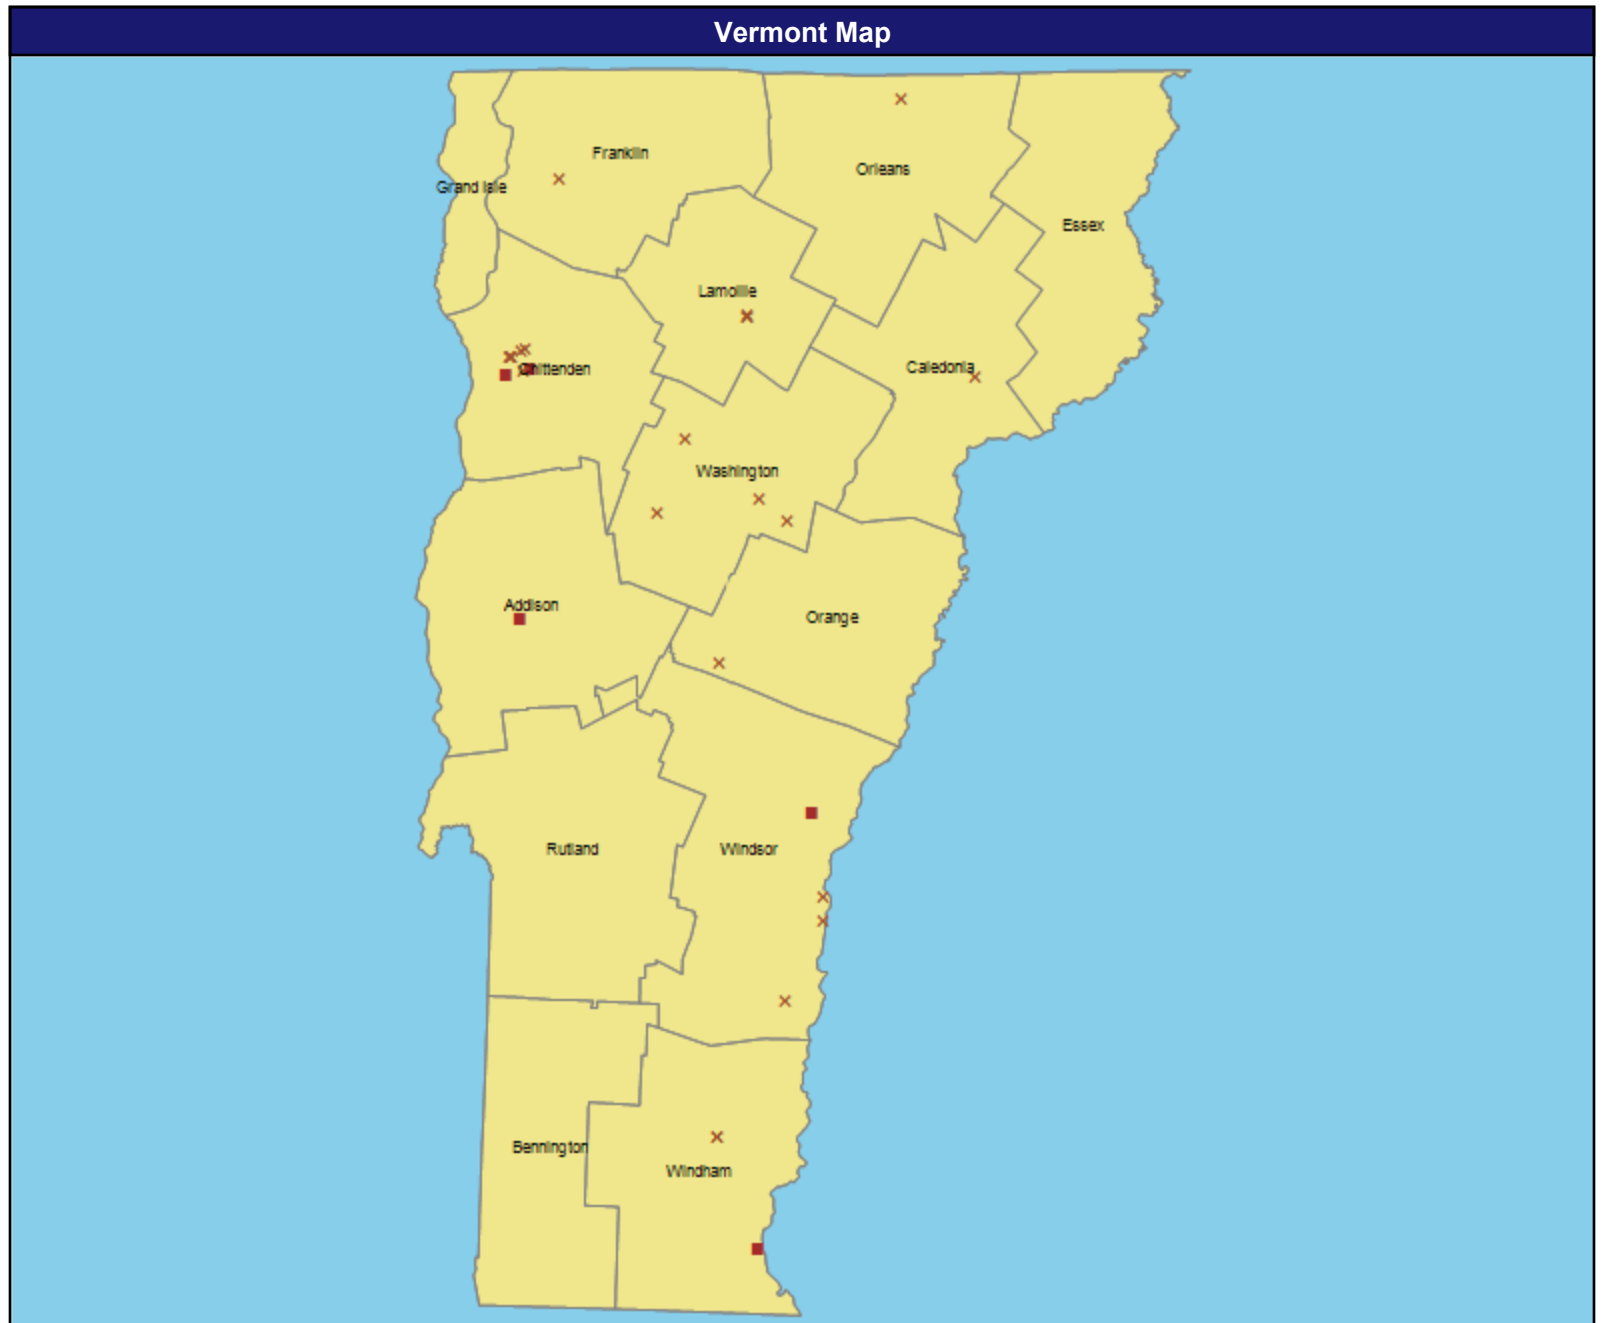 Vermont Map
Franklin
Orleans
Grand Isle
Essex
Lamoille
Chittenden
Caledonia
Washington
Addison
Orange
Rutland
Windsor
Bennington
Windham